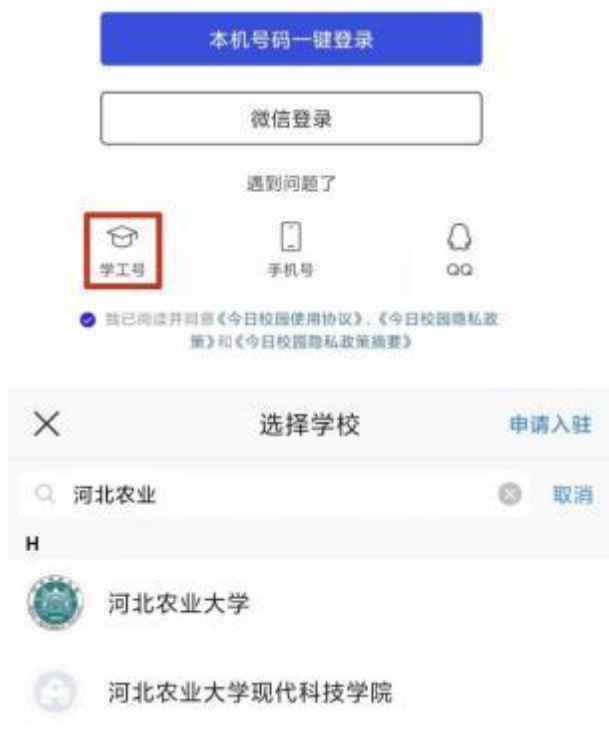 本机号码一键登录
微信登录
遇到问题了
学工号
手机号
QQ
我已阅读并同意《今日校园使用协议》、《今日校园隐私政
策》和《今日校园隐私政策摘要》
选择学校
申请入驻
河北农业
取消
H
河北农业大学
河北农业大学现代科技学院